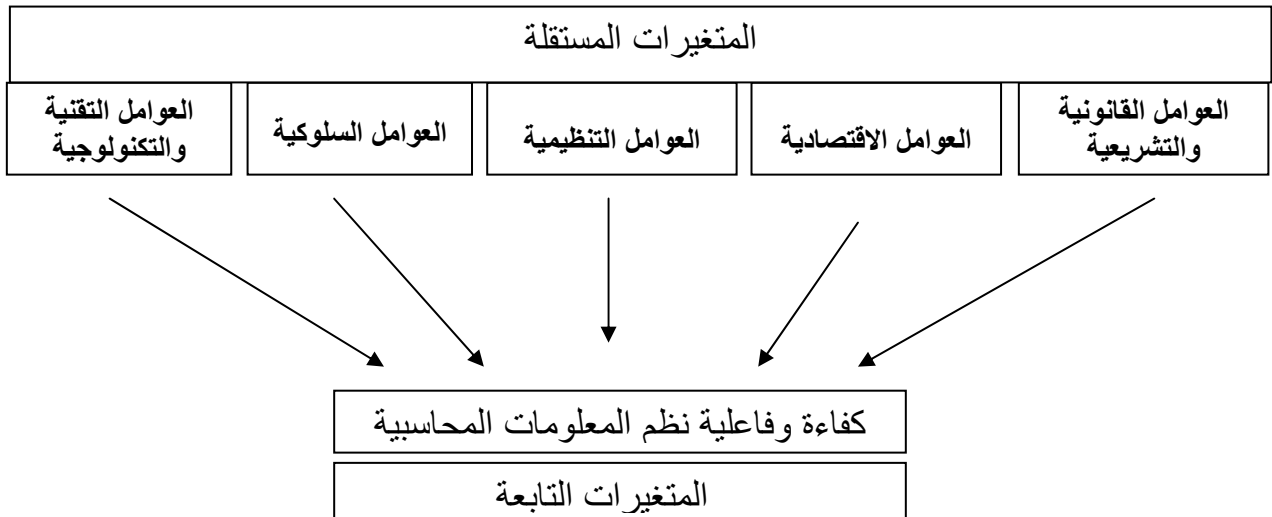 المتغيرات المستقلة
العوامل القانونية
والتشريعية
العوامل الاقتصادية
العوامل التنظيمية
العوامل السلوكية
العوامل التقنية
والتكنولوجية
كفاءة وفاعلية نظم المعلومات المحاسبية
المتغيرات التابعة